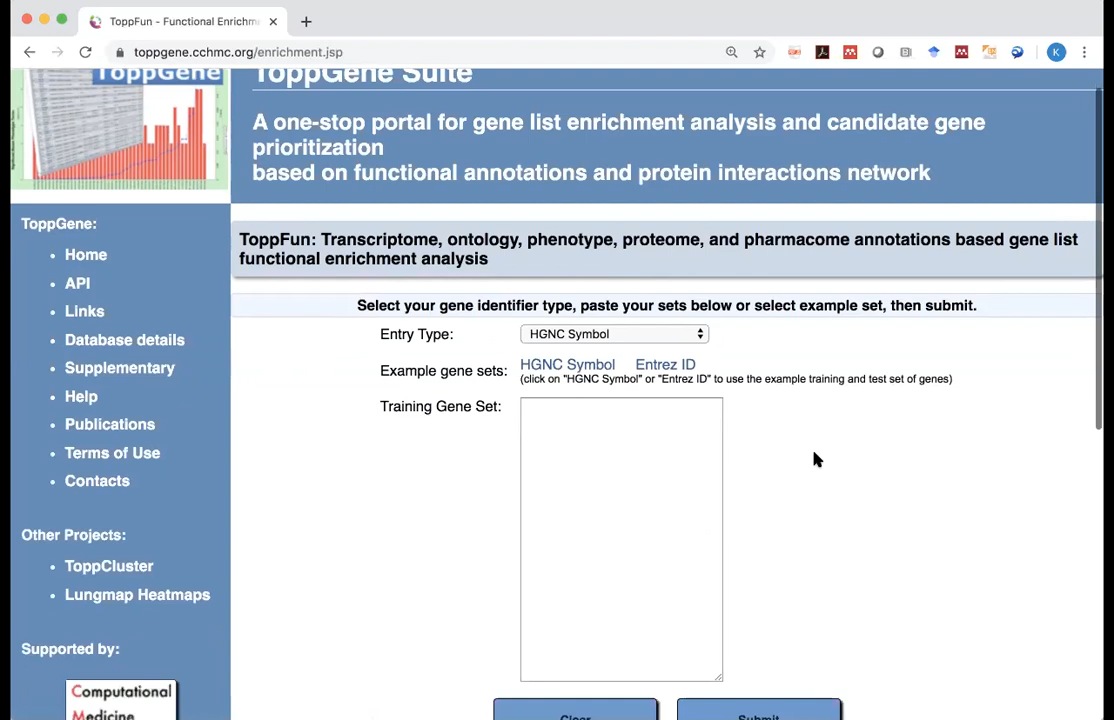 ToppFun - Functional Enrichm
toppgene.cchmc.org/enrichment.jsp
K
ToppGene
ToppGene Suite
A one-stop portal for gene list enrichment analysis and candidate gene
prioritization
based on functional annotations and protein interactions network
ToppGene:
Home
API
Links
Database details
Supplementary
Help
Publications
Terms of Use
Contacts
Other Projects:
ToppCluster
Lungmap Heatmaps
Supported by:
Computational
Medicine
ToppFun: Transcriptome, ontology, phenotype, proteome, and pharmacome annotations based gene list
functional enrichment analysis
Select your gene identifier type, paste your sets below or select example set, then submit.
Entry Type: HGNC Symbol
Example gene sets: HGNC Symbol Entrez ID
(click on "HGNC Symbol" or "Entrez ID" to use the example training and test set of genes)
Training Gene Set:
Clear Submit